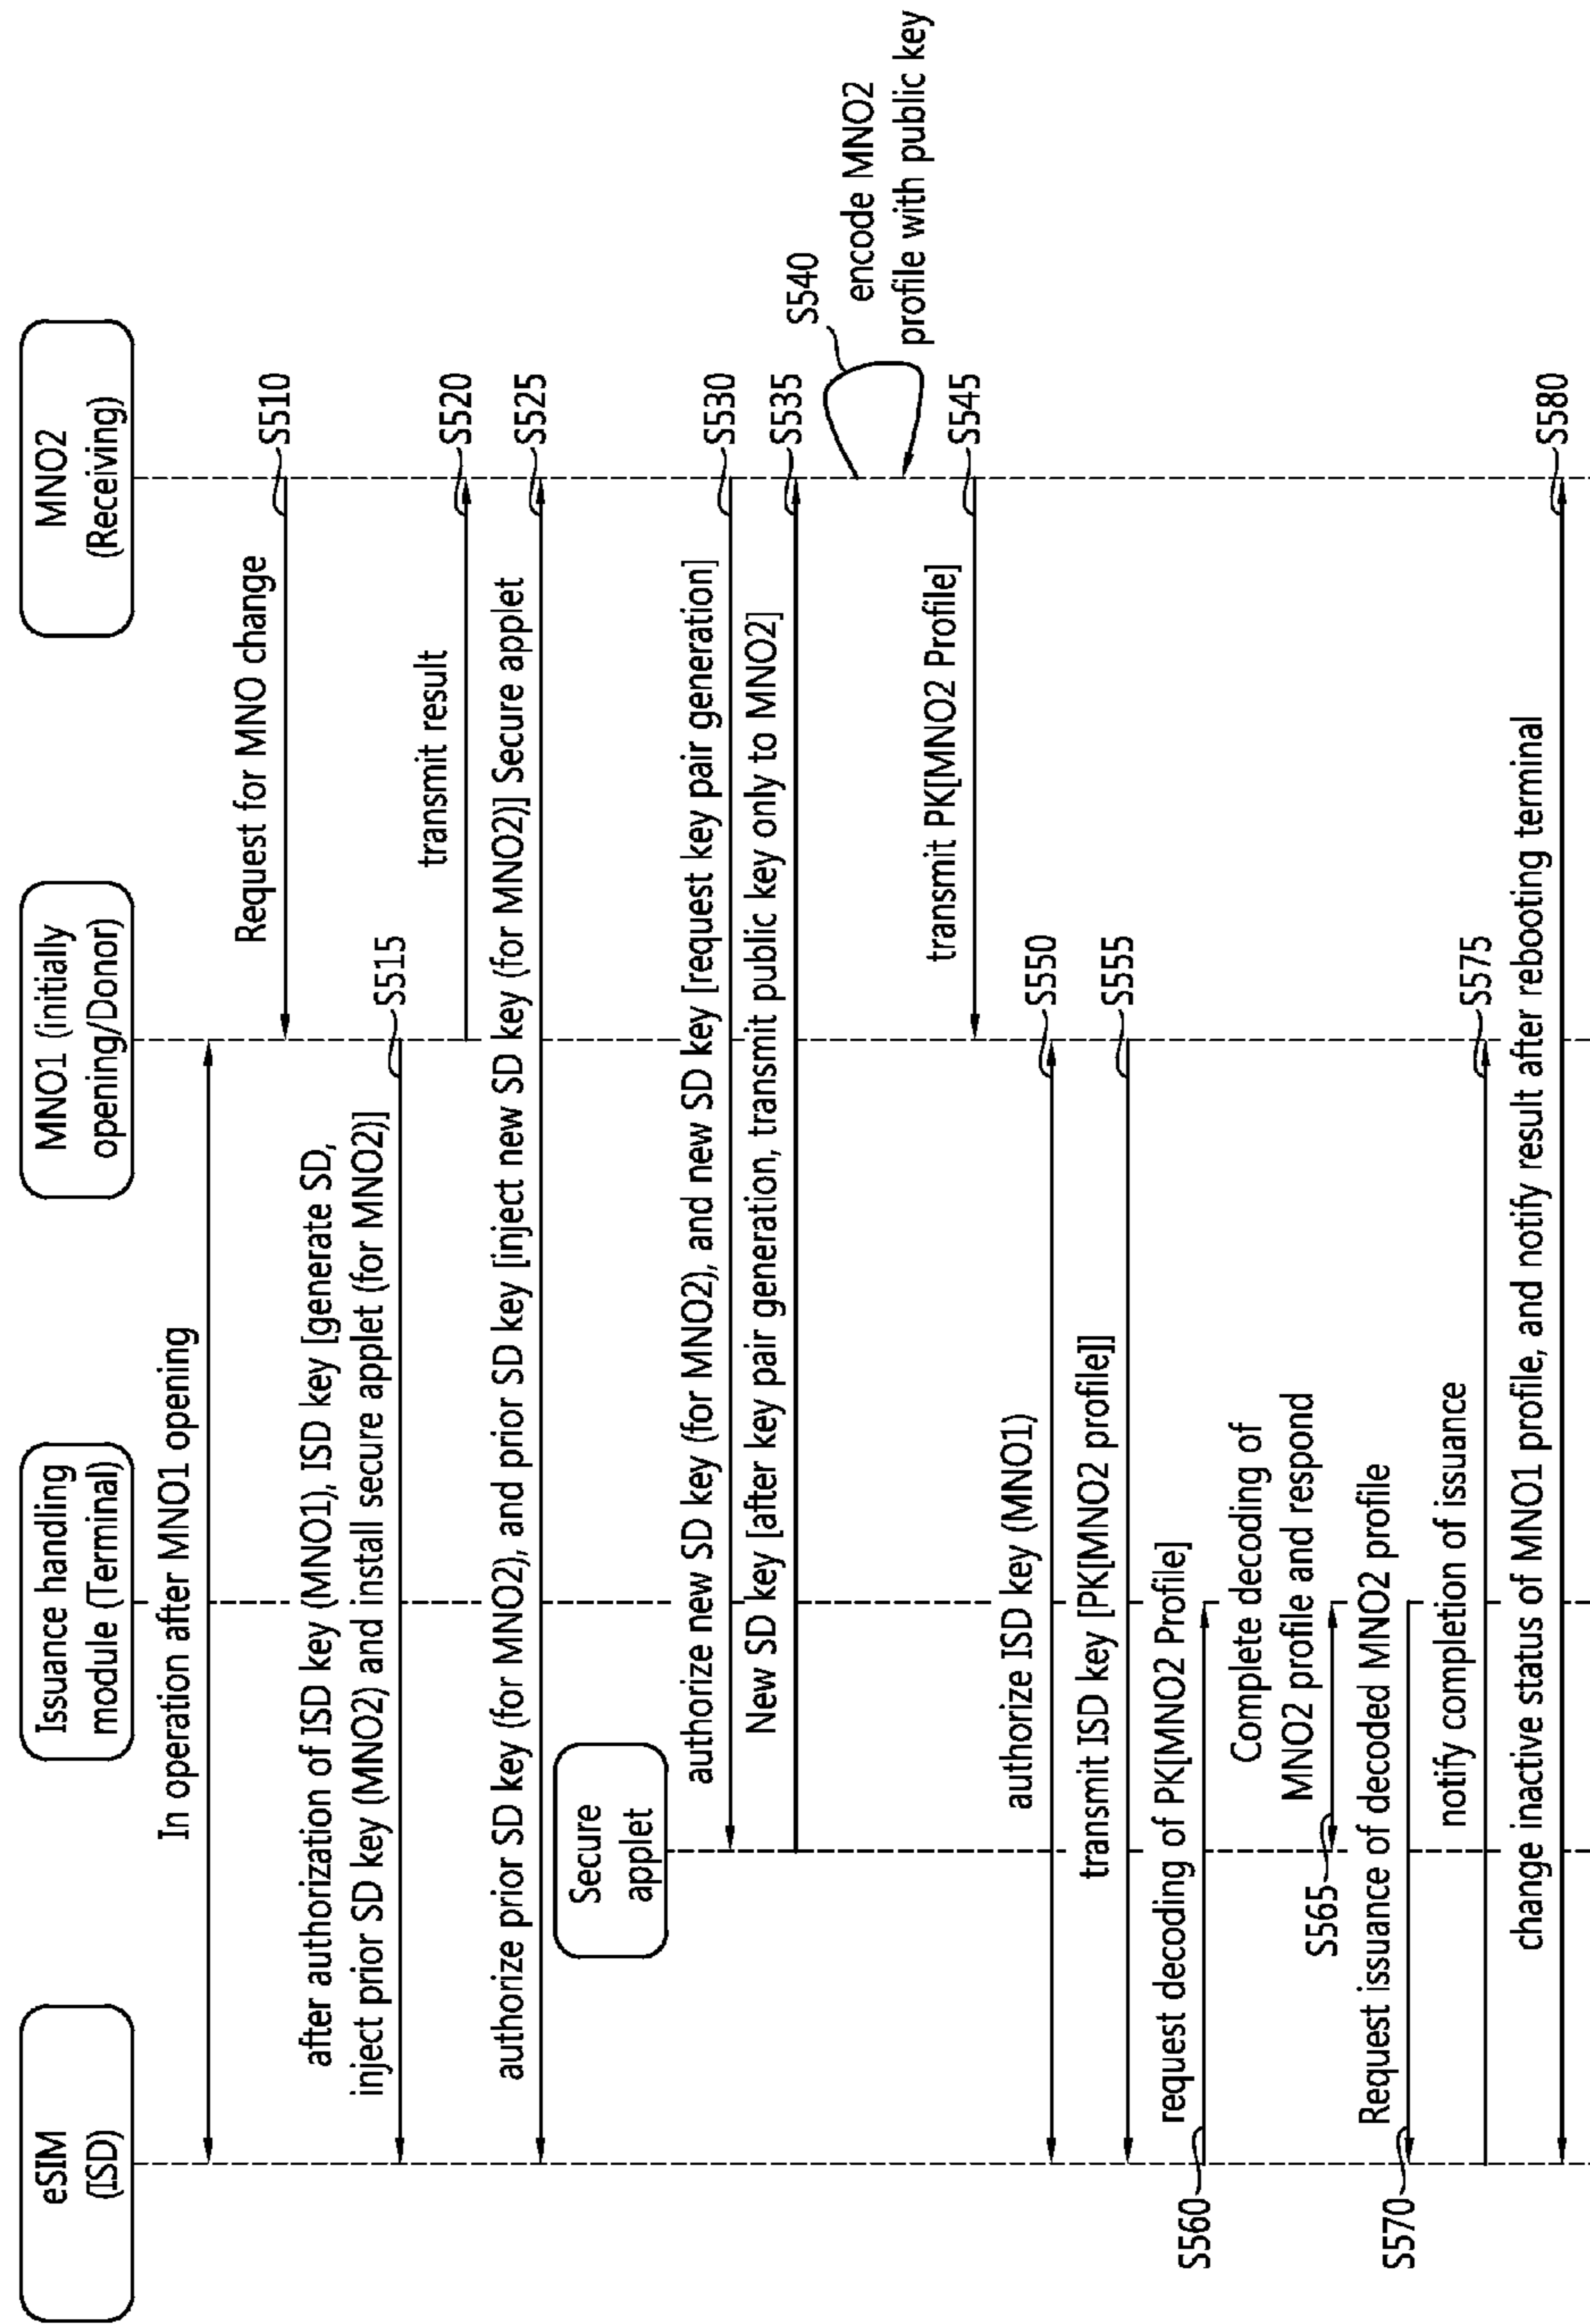 eSIM
(ISD)
Issuance handling
module (Terminal)
MNO1 (initially
opening/Donor)
MNO2
(Receiving)
In operation after MNO1 opening
Request for MNO change
S510
after authorization of ISD key (MNO1), ISD key [generate SD,
inject prior SD key (MNO2) and install secure applet (for MNO2)]
S515
transmit result
S520
authorize prior SD key (for MNO2), and prior SD key [inject new SD key (for MNO2)] Secure applet
S525
Secure
applet
authorize new SD key (for MNO2), and new SD key [request key pair generation]
S530
New SD key [after key pair generation, transmit public key only to MNO2]
S535
S540
encode MNO2
profile with public key
transmit PK[MNO2 Profile]
S545
authorize ISD key (MNO1)
S550
transmit ISD key [PK[MNO2 profile]]
S555
request decoding of PK[MNO2 Profile]
S560
Complete decoding of
MNO2 profile and respond
S565
Request issuance of decoded MNO2 profile
S570
notify completion of issuance
S575
change inactive status of MNO1 profile, and notify result after rebooting terminal
S580